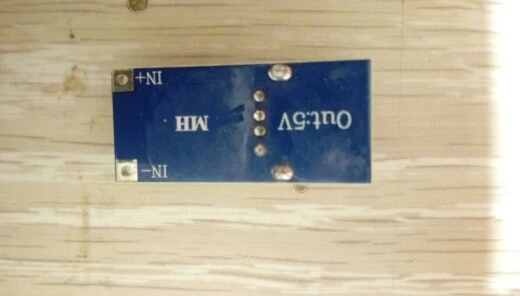 Out:5V
MH
IN-
IN+